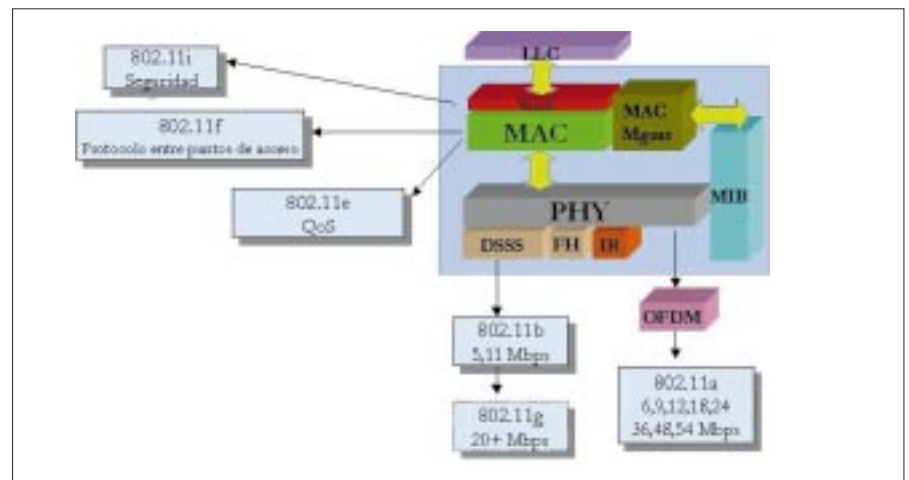 LLC
802.11i
Seguridad
802.11f
Protocolo entre puntos de acceso
802.11e
QoS
MAC
MAC
Mgmt
MIB
PHY
DSSS
FH
IR
OFDM
802.11b
5,11 Mbps
802.11g
20+ Mbps
802.11a
6,9,12,18,24
36,48,54 Mbps